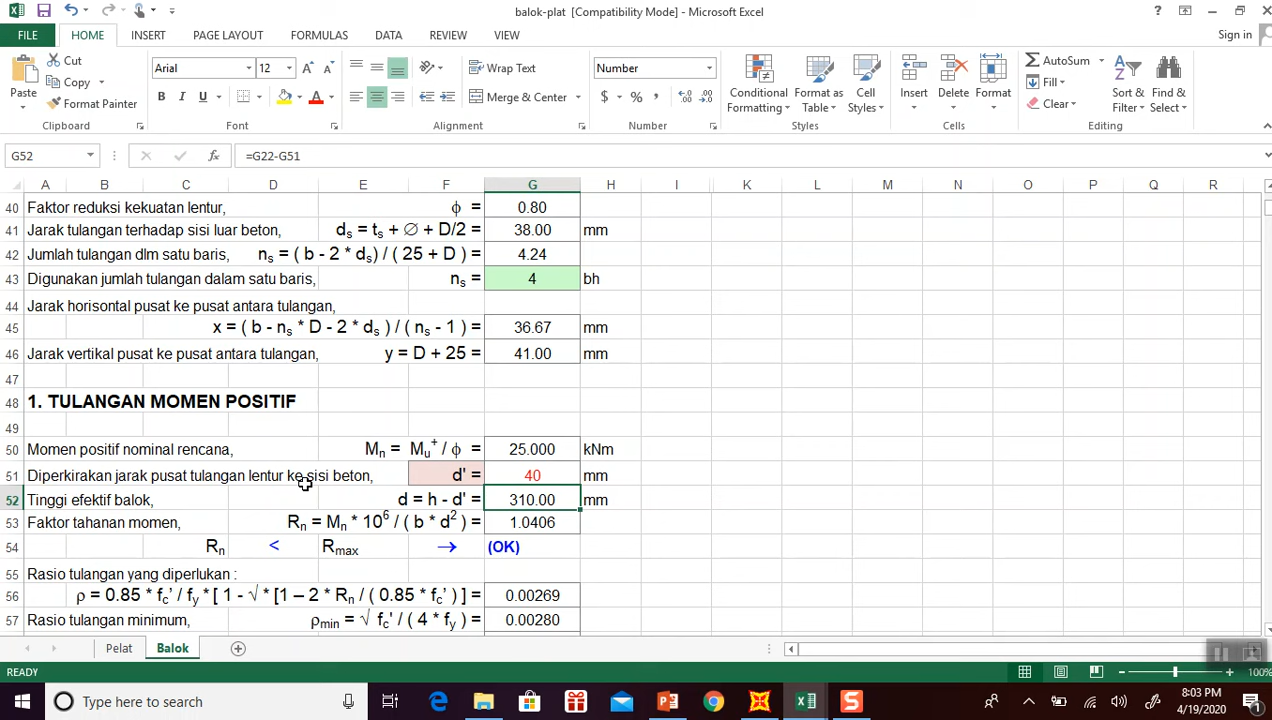 balok-plat [Compatibility Mode] - Microsoft Excel
FILE HOME INSERT PAGE LAYOUT FORMULAS DATA REVIEW VIEW Sign in
Paste
Cut
Copy
Format Painter
Clipboard
Arial 12
B I U
Font
Wrap Text
Merge & Center
Alignment
Number
$ % ,
Number
Conditional Formatting
Format as Table
Cell Styles
Styles
Insert Delete Format
Cells
AutoSum
Fill
Clear
Sort & Filter
Find & Select
Editing
G52 fx =G22-G51
A B C D E F G H I J K L M N O P Q R
40 Faktor reduksi kekuatan lentur, ϕ = 0.80
41 Jarak tulangan terhadap sisi luar beton, ds = ts + ∅ + D/2 = 38.00 mm
42 Jumlah tulangan dlm satu baris, ns = ( b - 2 * ds) / ( 25 + D ) = 4.24
43 Digunakan jumlah tulangan dalam satu baris, ns = 4 bh
44 Jarak horisontal pusat ke pusat antara tulangan,
45 x = ( b - ns * D - 2 * ds ) / ( ns - 1 ) = 36.67 mm
46 Jarak vertikal pusat ke pusat antara tulangan, y = D + 25 = 41.00 mm
47
48 1. TULANGAN MOMEN POSITIF
49
50 Momen positif nominal rencana, Mn = Mu+ / ϕ = 25.000 kNm
51 Diperkirakan jarak pusat tulangan lentur ke sisi beton, d' = 40 mm
52 Tinggi efektif balok, d = h - d' = 310.00 mm
53 Faktor tahanan momen, Rn = Mn * 10^6 / ( b * d^2 ) = 1.0406
54 Rn < Rmax → (OK)
55 Rasio tulangan yang diperlukan :
56 ρ = 0.85 * fc’ / fy * [ 1 - √ * [1 – 2 * Rn / ( 0.85 * fc’ ) ] = 0.00269
57 Rasio tulangan minimum, ρmin = √ fc' / ( 4 * fy ) = 0.00280
Pelat Balok
READY 100%
Type here to search
8:03 PM
4/19/2020